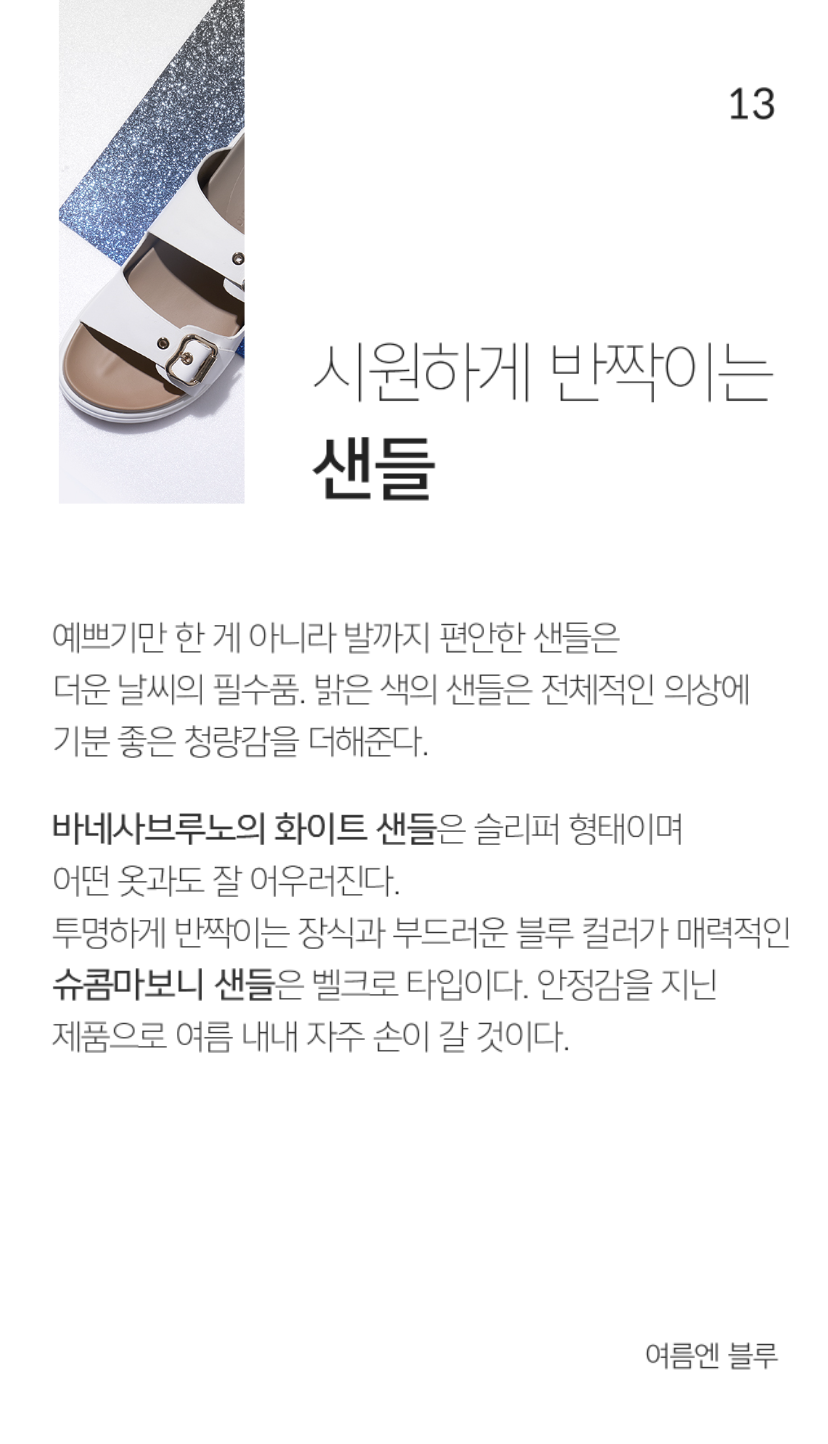 13
시원하게 반짝이는
샌들
예쁘기만 한 게 아니라 발까지 편안한 샌들은
더운 날씨의 필수품. 밝은 색의 샌들은 전체적인 의상에
기분 좋은 청량감을 더해준다.
바네사브루노의 화이트 샌들은 슬리퍼 형태이며
어떤 옷과도 잘 어우러진다.
투명하게 반짝이는 장식과 부드러운 블루 컬러가 매력적인
슈콤마보니 샌들은 벨크로 타입이다. 안정감을 지닌
제품으로 여름 내내 자주 손이 갈 것이다.
여름엔 블루